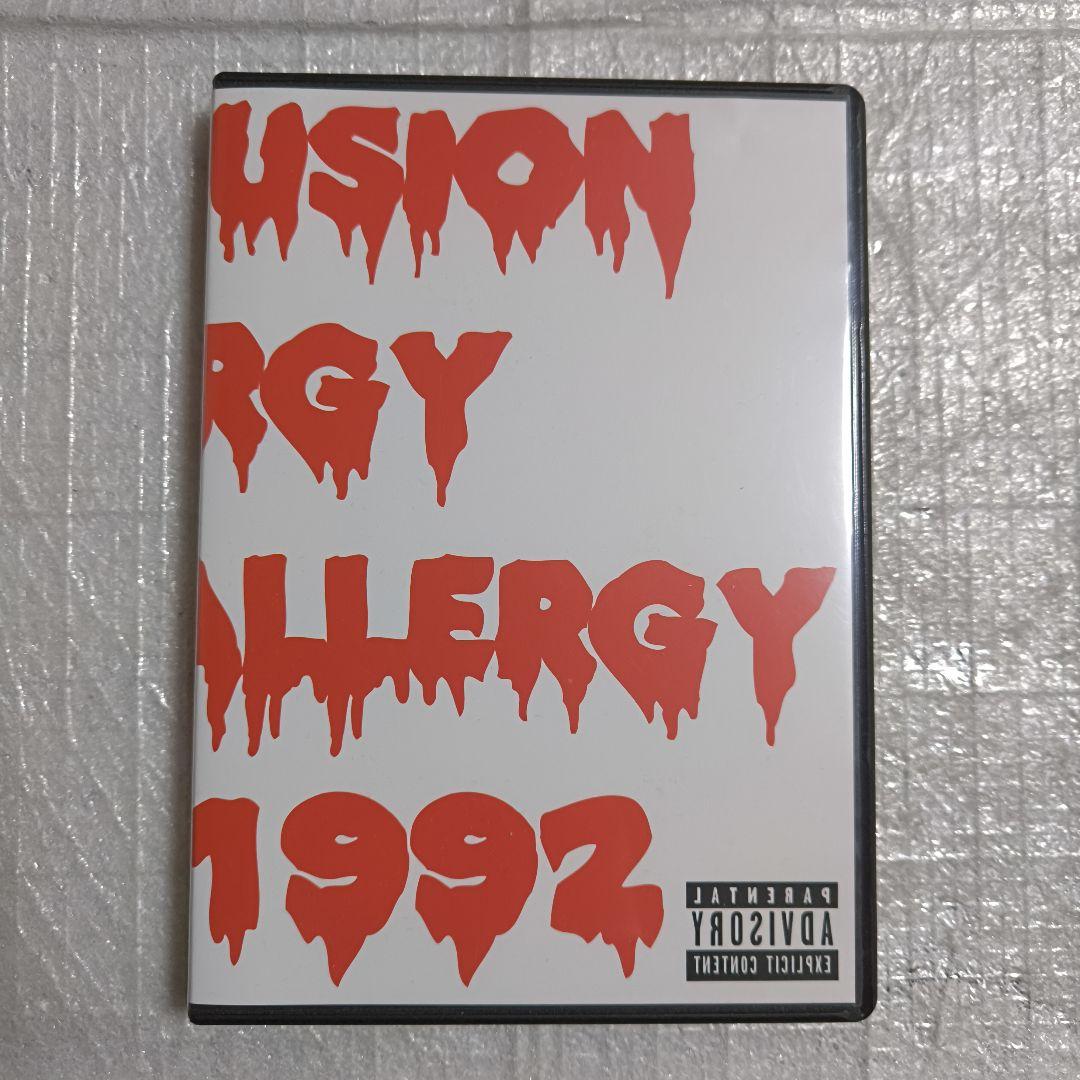 USION
RGY
ALLERGY
1992
PARENTAL
ADVISORY
EXPLICIT CONTENT